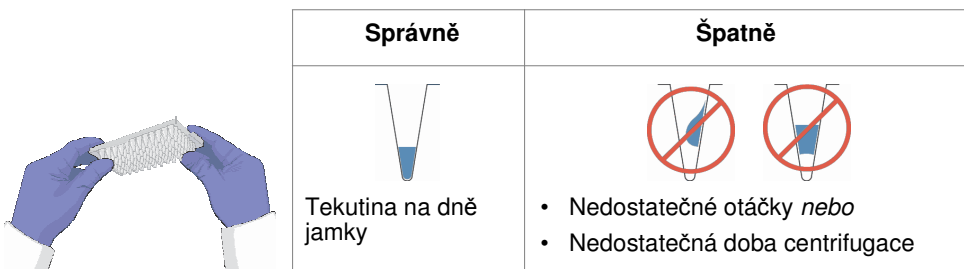 Správně
Špatně
Tekutina na dně
jamky
• Nedostatečné otáčky nebo
• Nedostatečná doba centrifugace